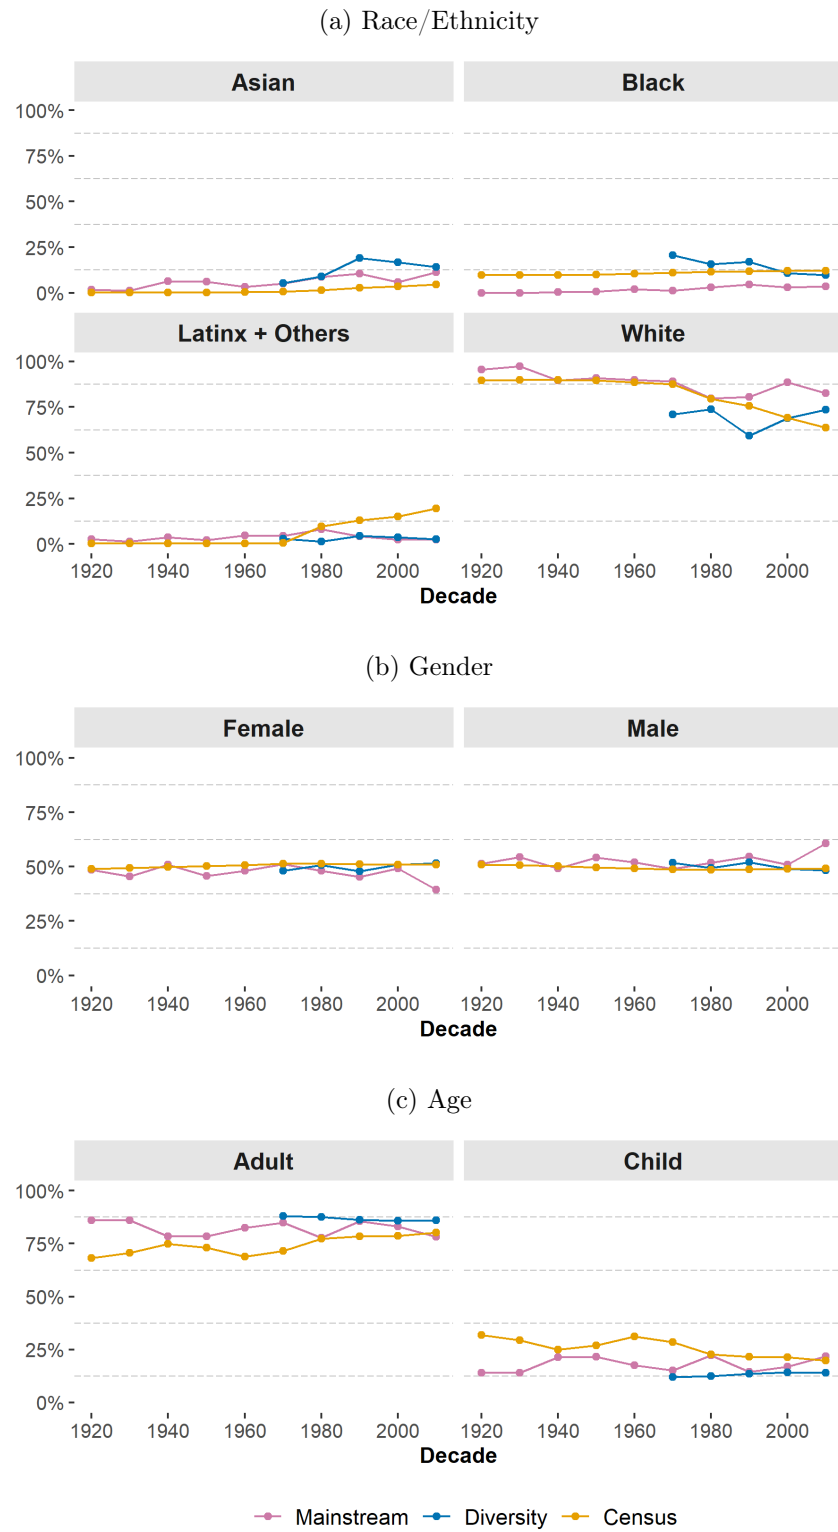 (a) Race/Ethnicity
Asian Black
100%
75%
50%
25%
0%
Latinx + Others White
100%
75%
50%
25%
0%
1920 1940 1960 1980 2000 1920 1940 1960 1980 2000
Decade
(b) Gender
Female Male
100%
75%
50%
25%
0%
1920 1940 1960 1980 2000 1920 1940 1960 1980 2000
Decade
(c) Age
Adult Child
100%
75%
50%
25%
0%
1920 1940 1960 1980 2000 1920 1940 1960 1980 2000
Decade
Mainstream Diversity Census